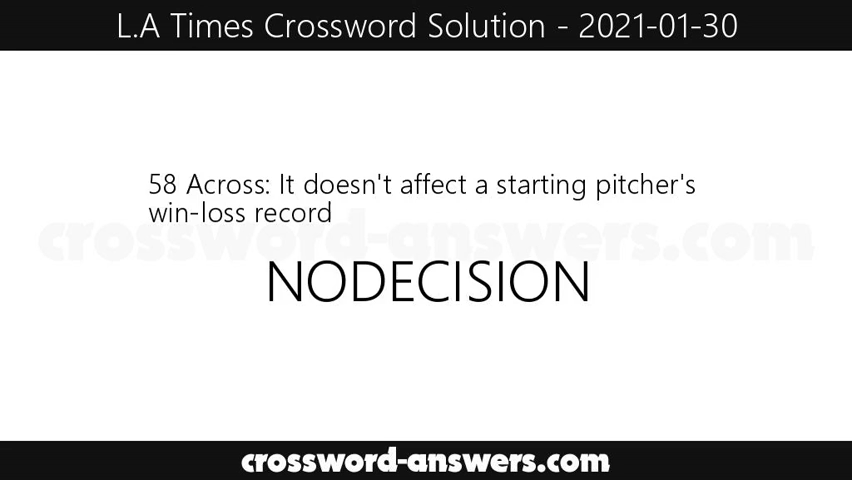 L.A Times Crossword Solution - 2021-01-30
58 Across: It doesn't affect a starting pitcher's
win-loss record
crossword-answers.com
NODECISION
crossword-answers.com